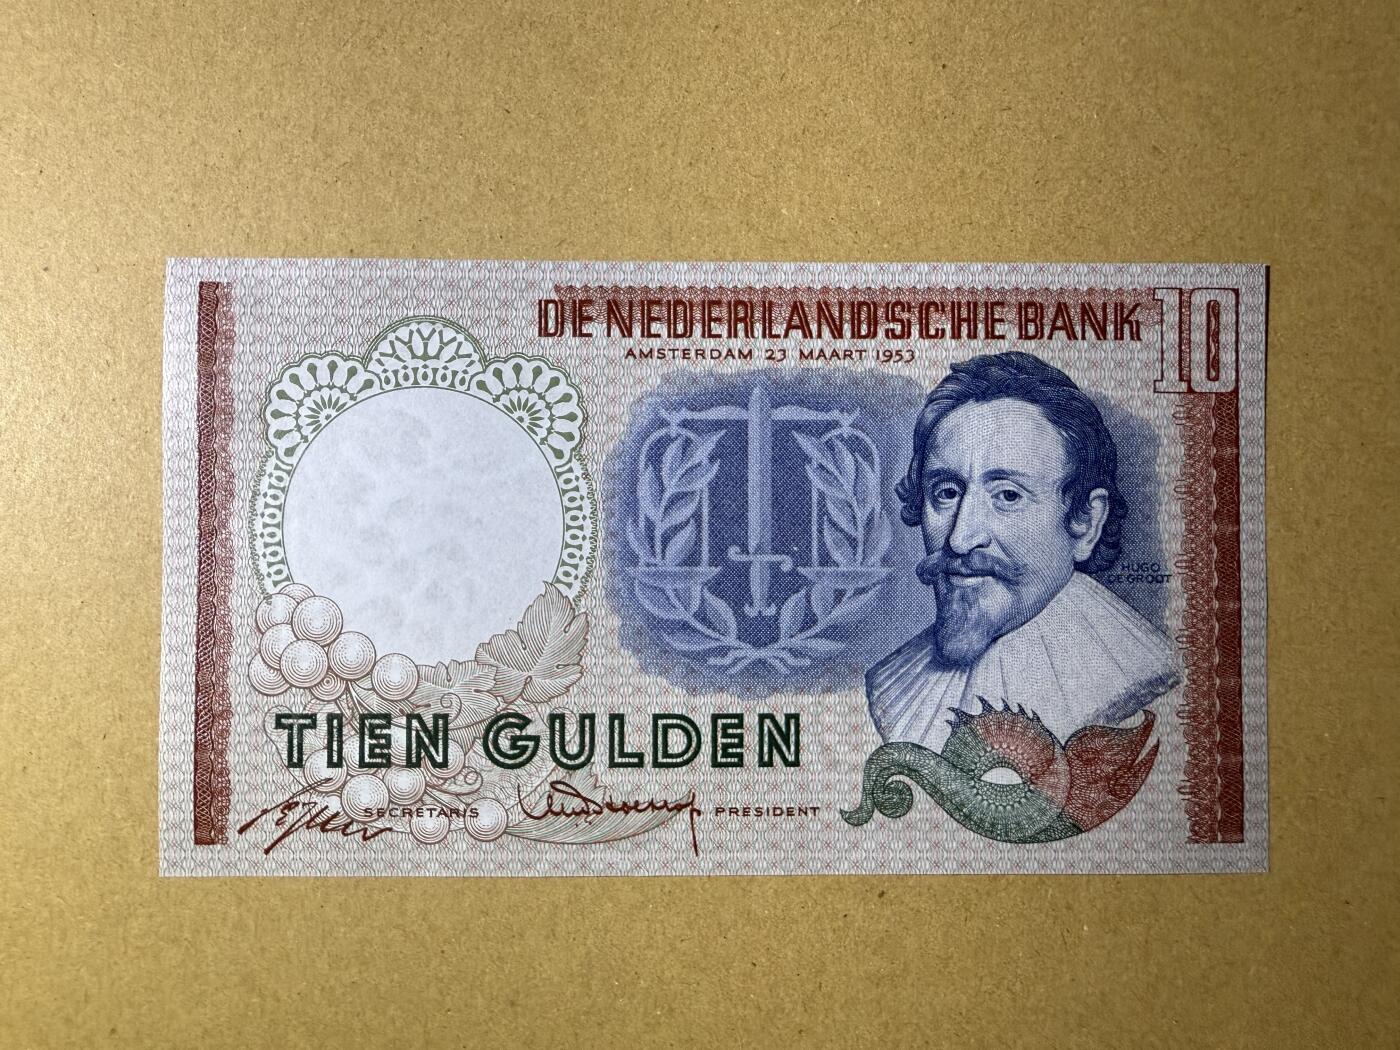 DE NEDERLANDSCHE BANK 10
AMSTERDAM 23 MAART 1953
HUGO
DE GROOT
TIEN GULDEN
SECRETARIS
PRESIDENT